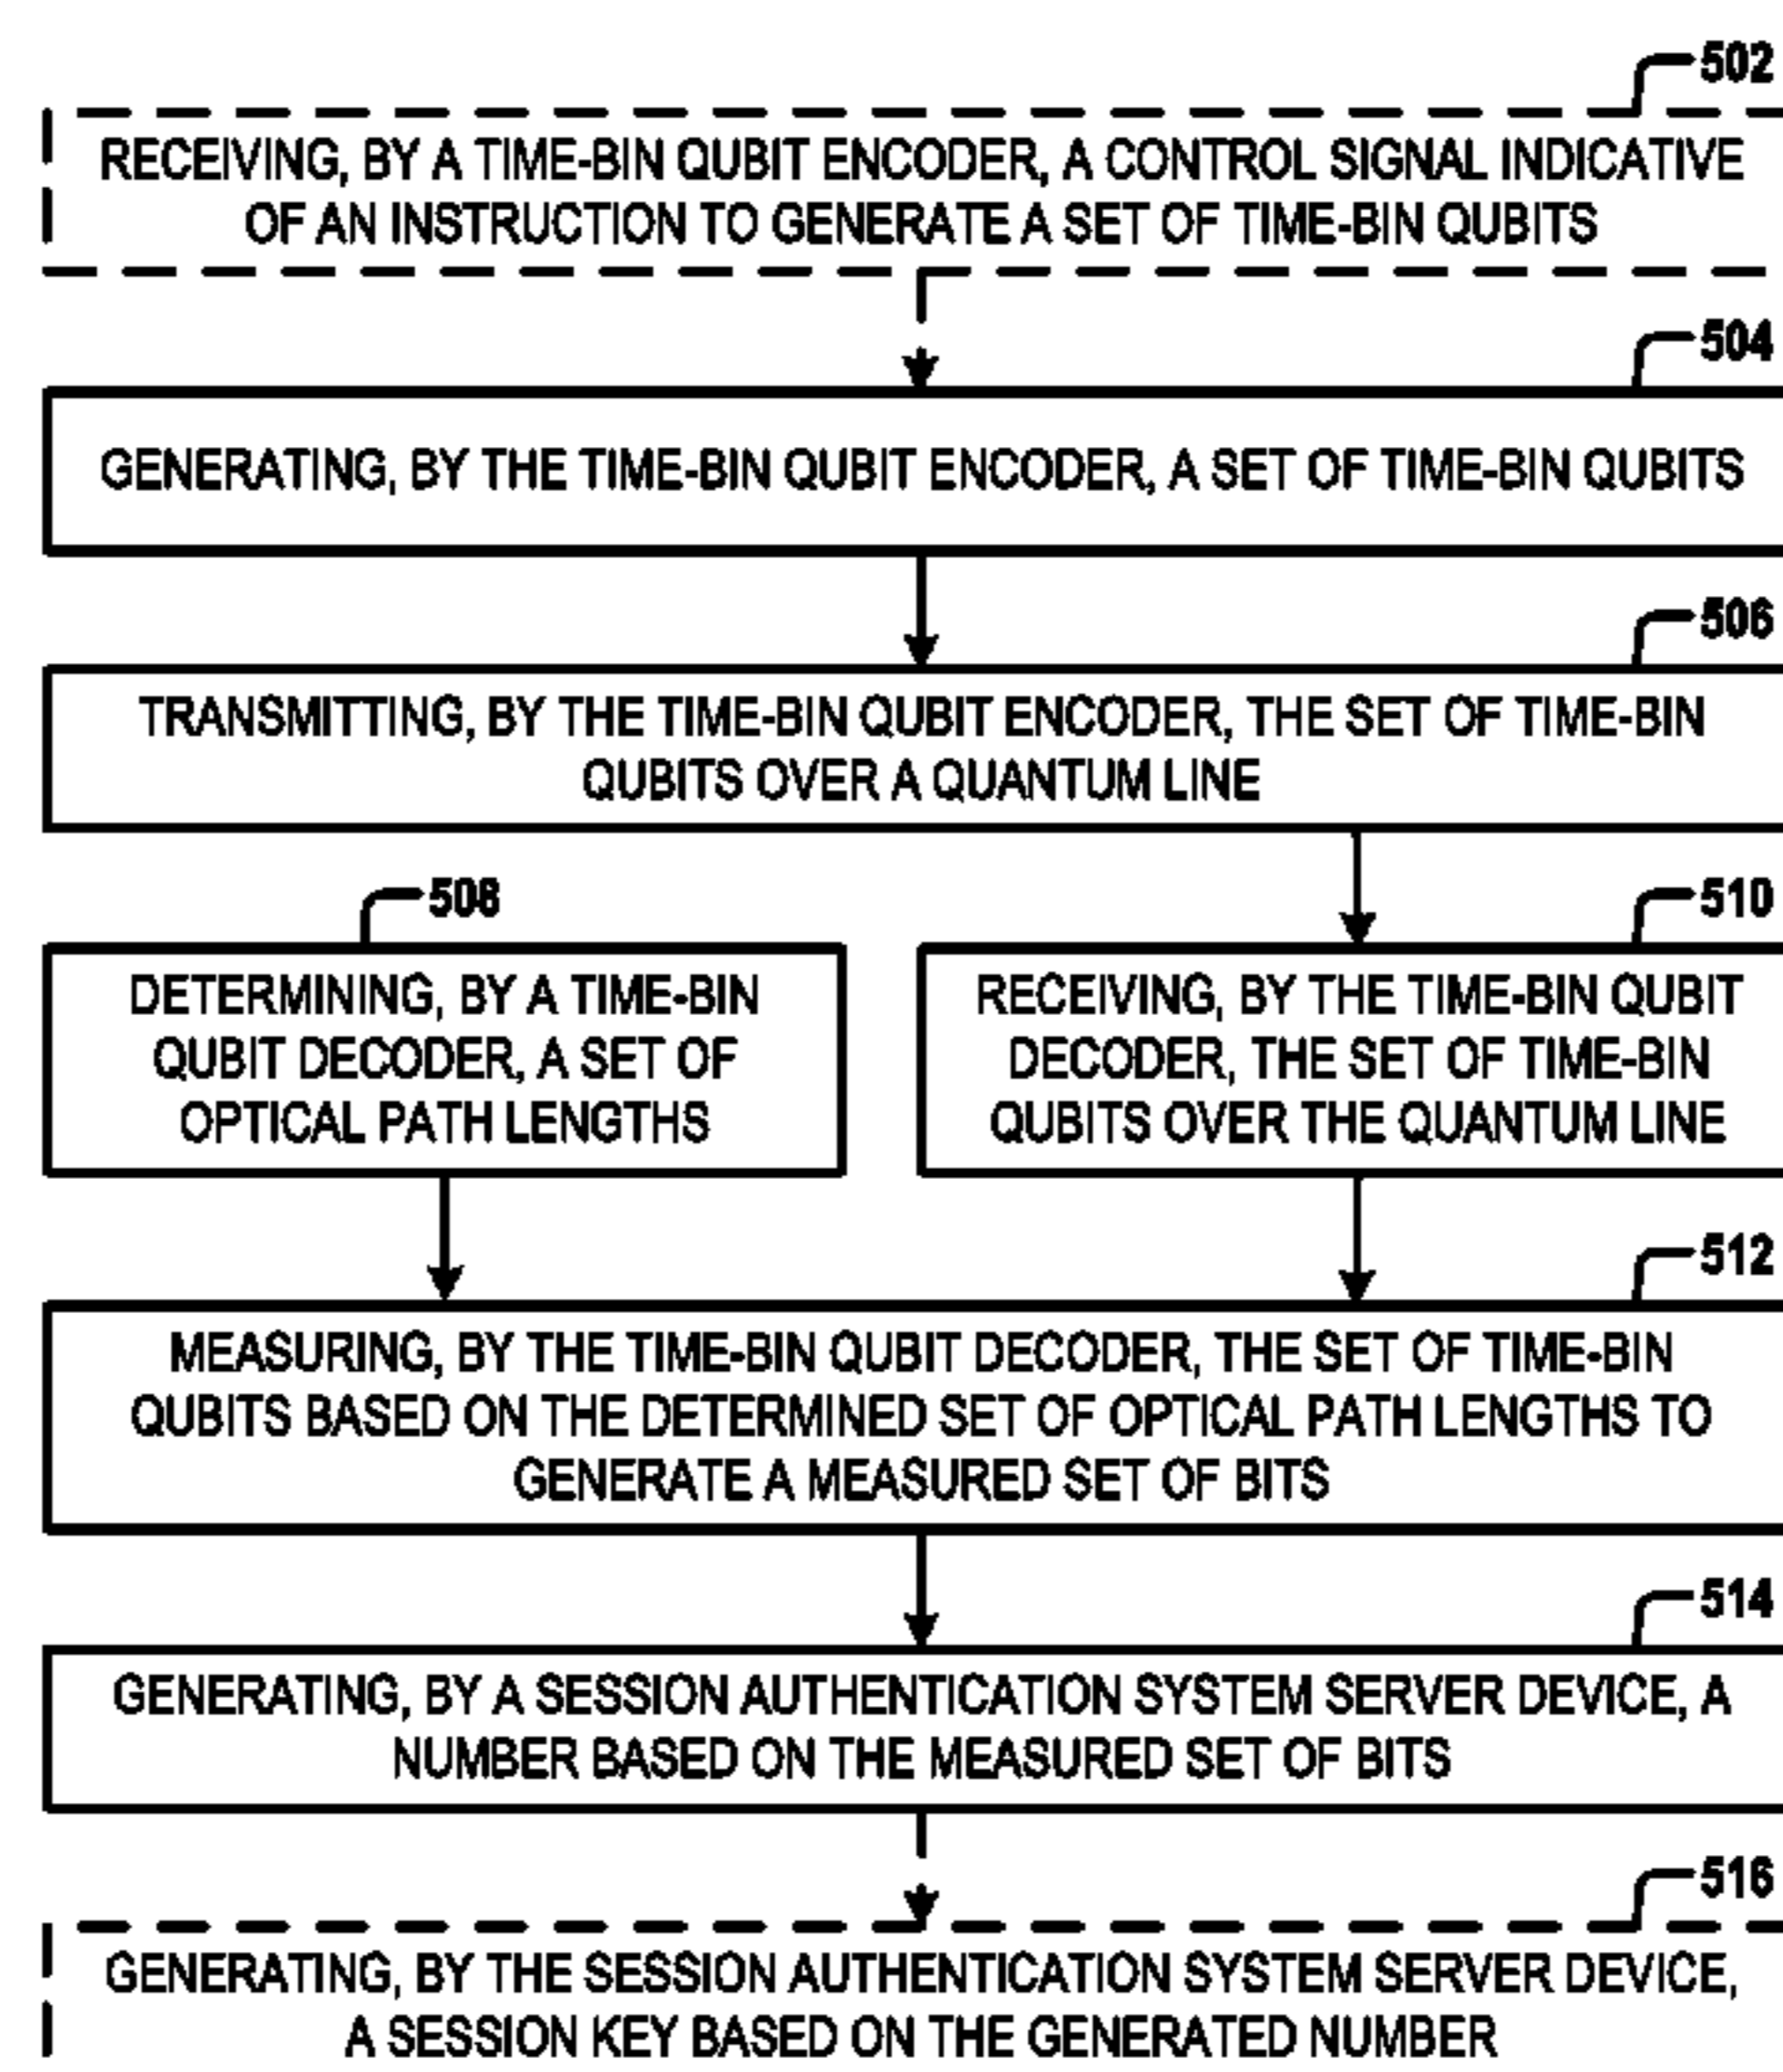 502
RECEIVING, BY A TIME-BIN QUBIT ENCODER, A CONTROL SIGNAL INDICATIVE
OF AN INSTRUCTION TO GENERATE A SET OF TIME-BIN QUBITS
504
GENERATING, BY THE TIME-BIN QUBIT ENCODER, A SET OF TIME-BIN QUBITS
506
TRANSMITTING, BY THE TIME-BIN QUBIT ENCODER, THE SET OF TIME-BIN
QUBITS OVER A QUANTUM LINE
508
DETERMINING, BY A TIME-BIN
QUBIT DECODER, A SET OF
OPTICAL PATH LENGTHS
510
RECEIVING, BY THE TIME-BIN QUBIT
DECODER, THE SET OF TIME-BIN
QUBITS OVER THE QUANTUM LINE
512
MEASURING, BY THE TIME-BIN QUBIT DECODER, THE SET OF TIME-BIN
QUBITS BASED ON THE DETERMINED SET OF OPTICAL PATH LENGTHS TO
GENERATE A MEASURED SET OF BITS
514
GENERATING, BY A SESSION AUTHENTICATION SYSTEM SERVER DEVICE, A
NUMBER BASED ON THE MEASURED SET OF BITS
516
GENERATING, BY THE SESSION AUTHENTICATION SYSTEM SERVER DEVICE,
A SESSION KEY BASED ON THE GENERATED NUMBER